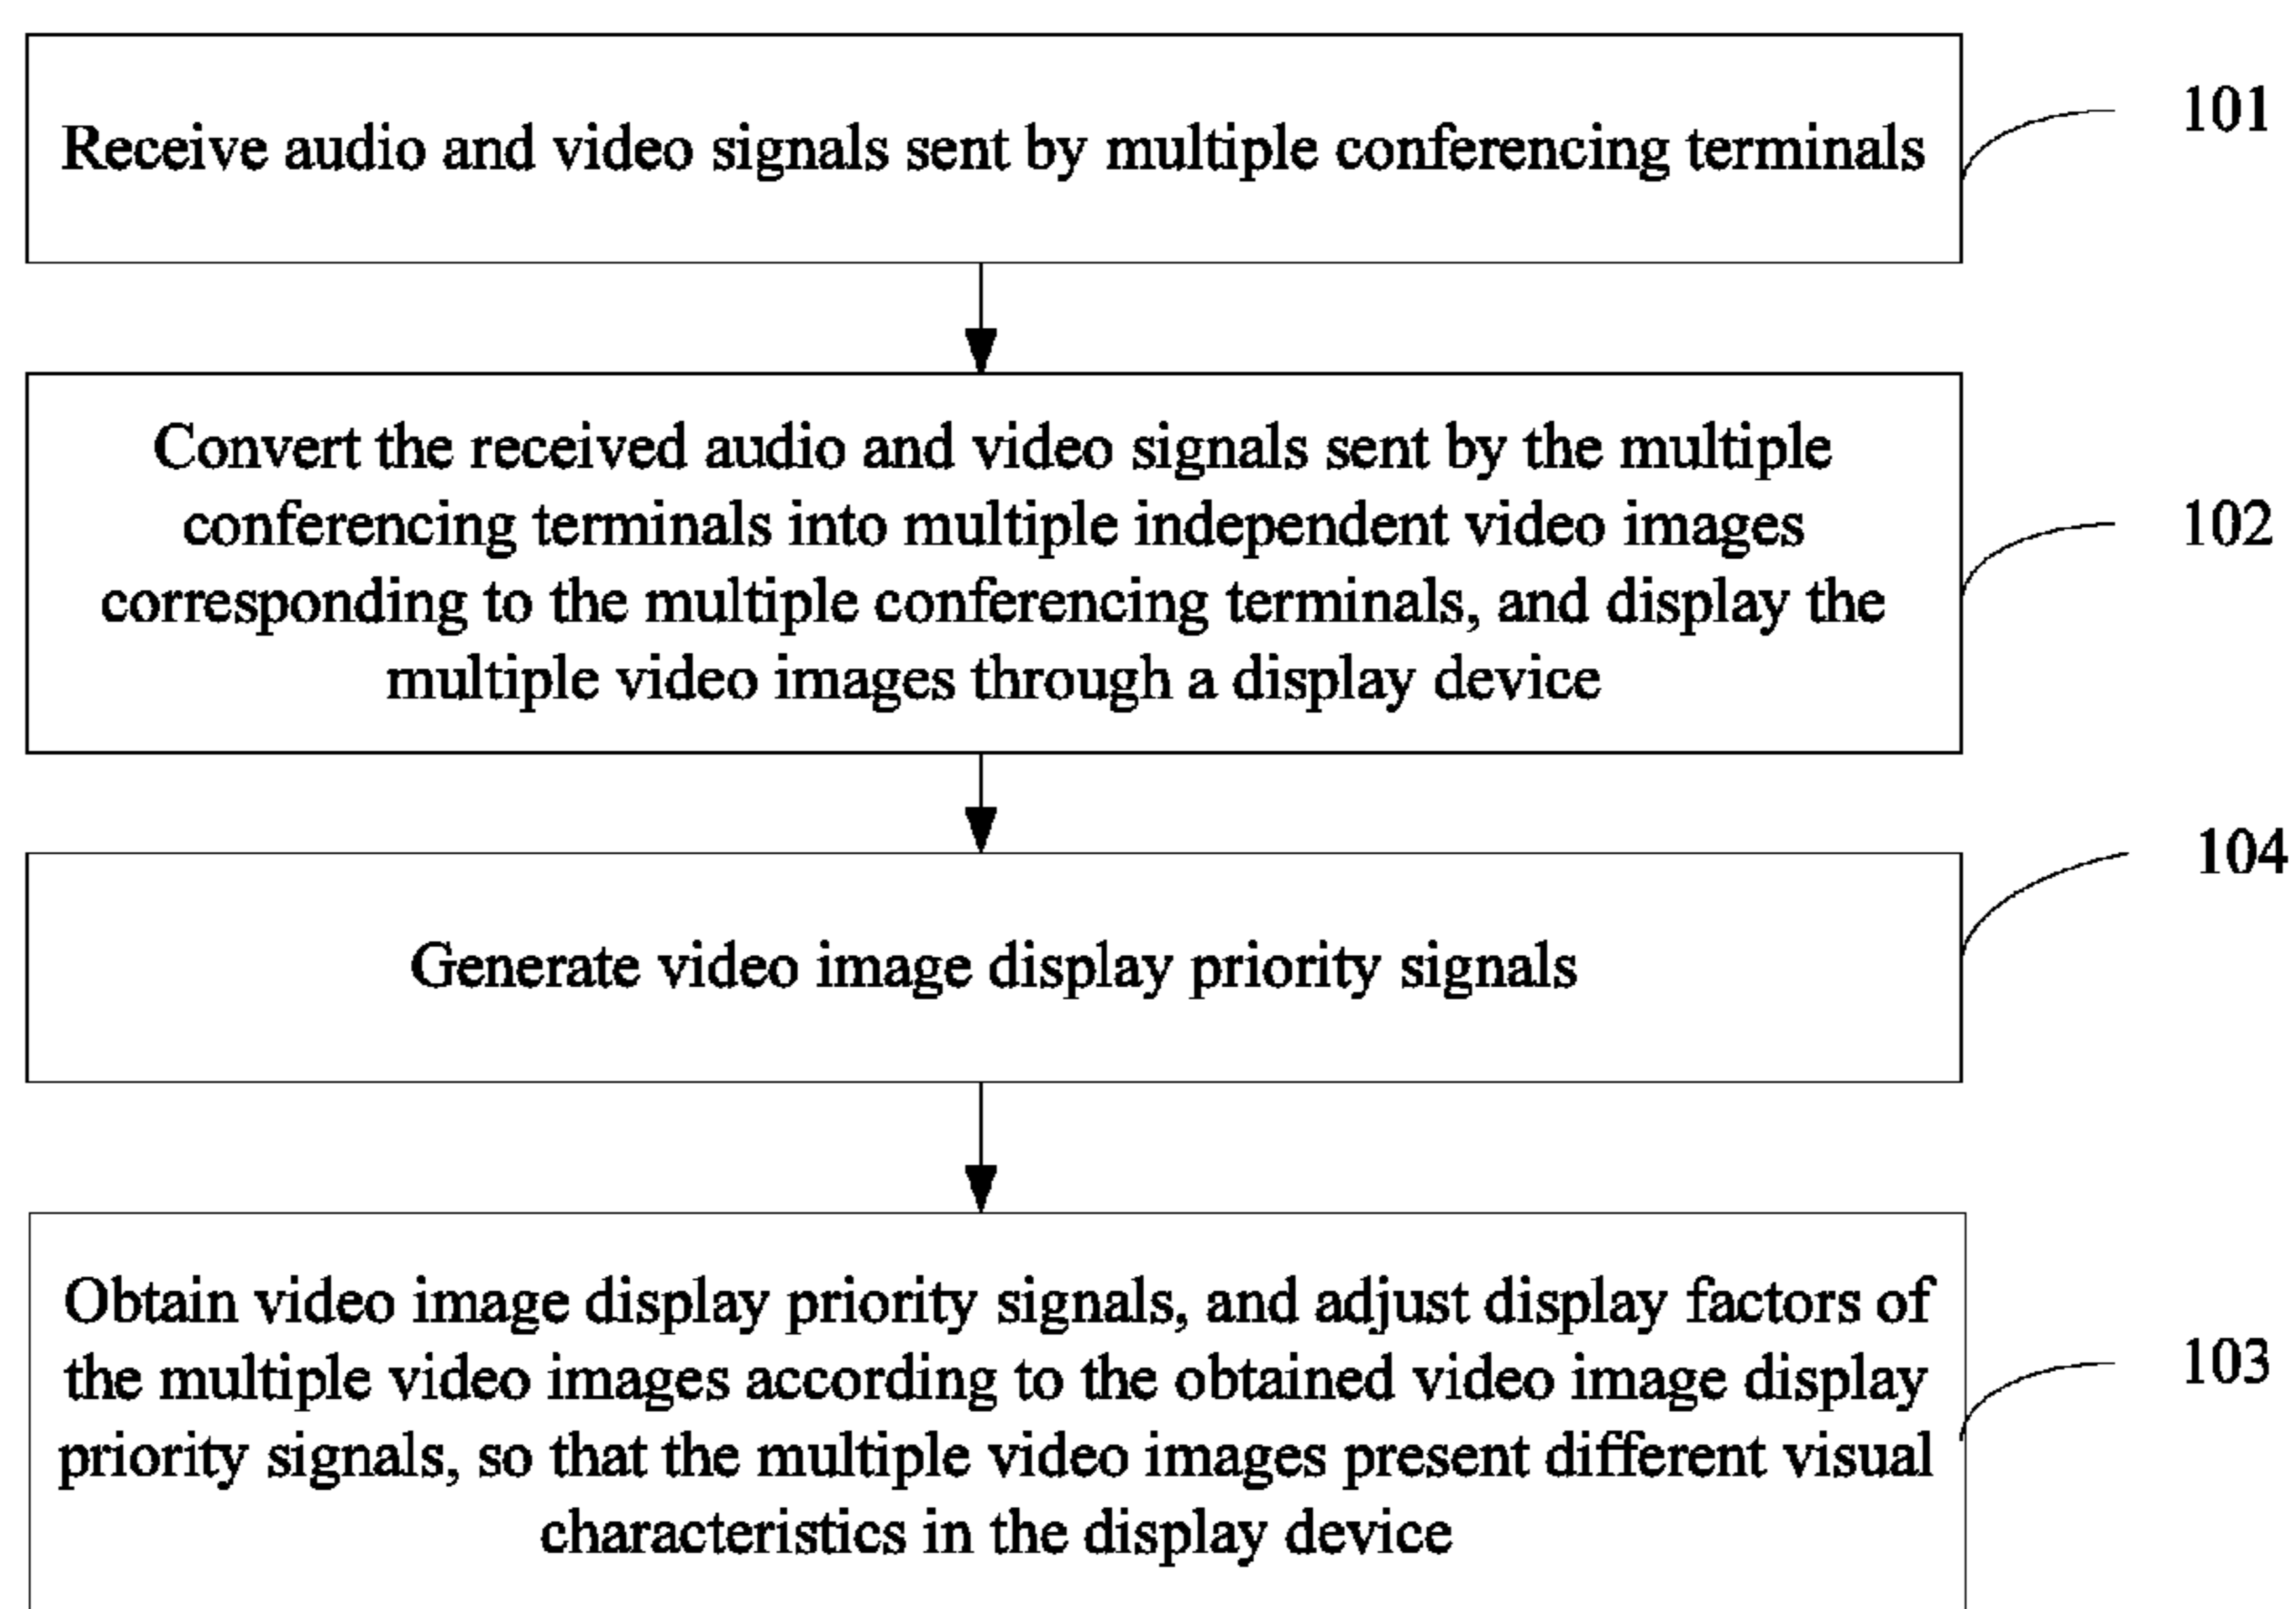 Receive audio and video signals sent by multiple conferencing terminals
101
Convert the received audio and video signals sent by the multiple
conferencing terminals into multiple independent video images
corresponding to the multiple conferencing terminals, and display the
multiple video images through a display device
102
Generate video image display priority signals
104
Obtain video image display priority signals, and adjust display factors of
the multiple video images according to the obtained video image display
priority signals, so that the multiple video images present different visual
characteristics in the display device
103